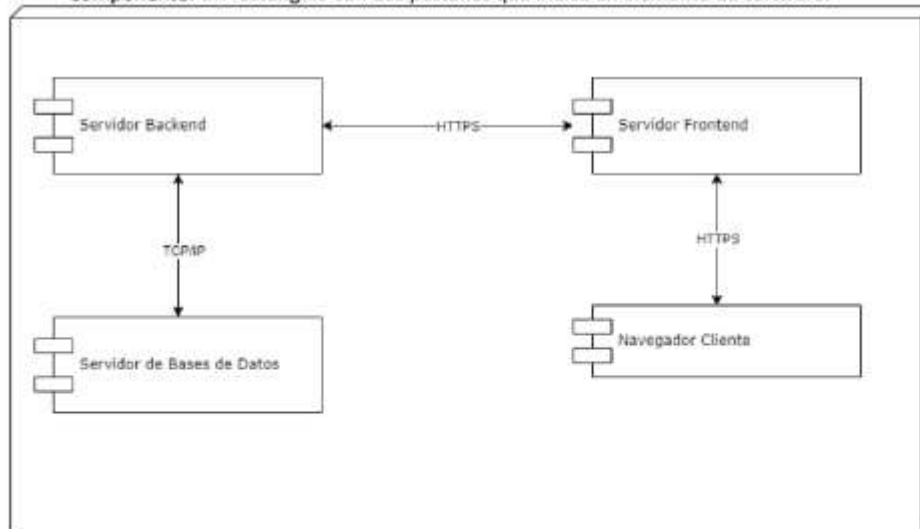 Servidor Backend
HTTPS
Servidor Frontend
TCP/IP
HTTPS
Servidor de Bases de Datos
Navegador Cliente